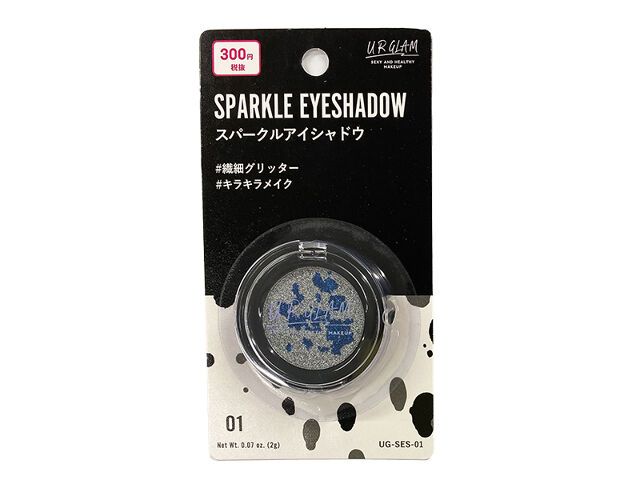 300円
税抜
U R GLAM
SEXY AND HEALTHY
MAKEUP
SPARKLE EYESHADOW
スパークルアイシャドウ
#繊細グリッター
#キラキラメイク
U R GLAM
MAKEUP
01
Net Wt. 0.07 oz. (2g)
UG-SES-01